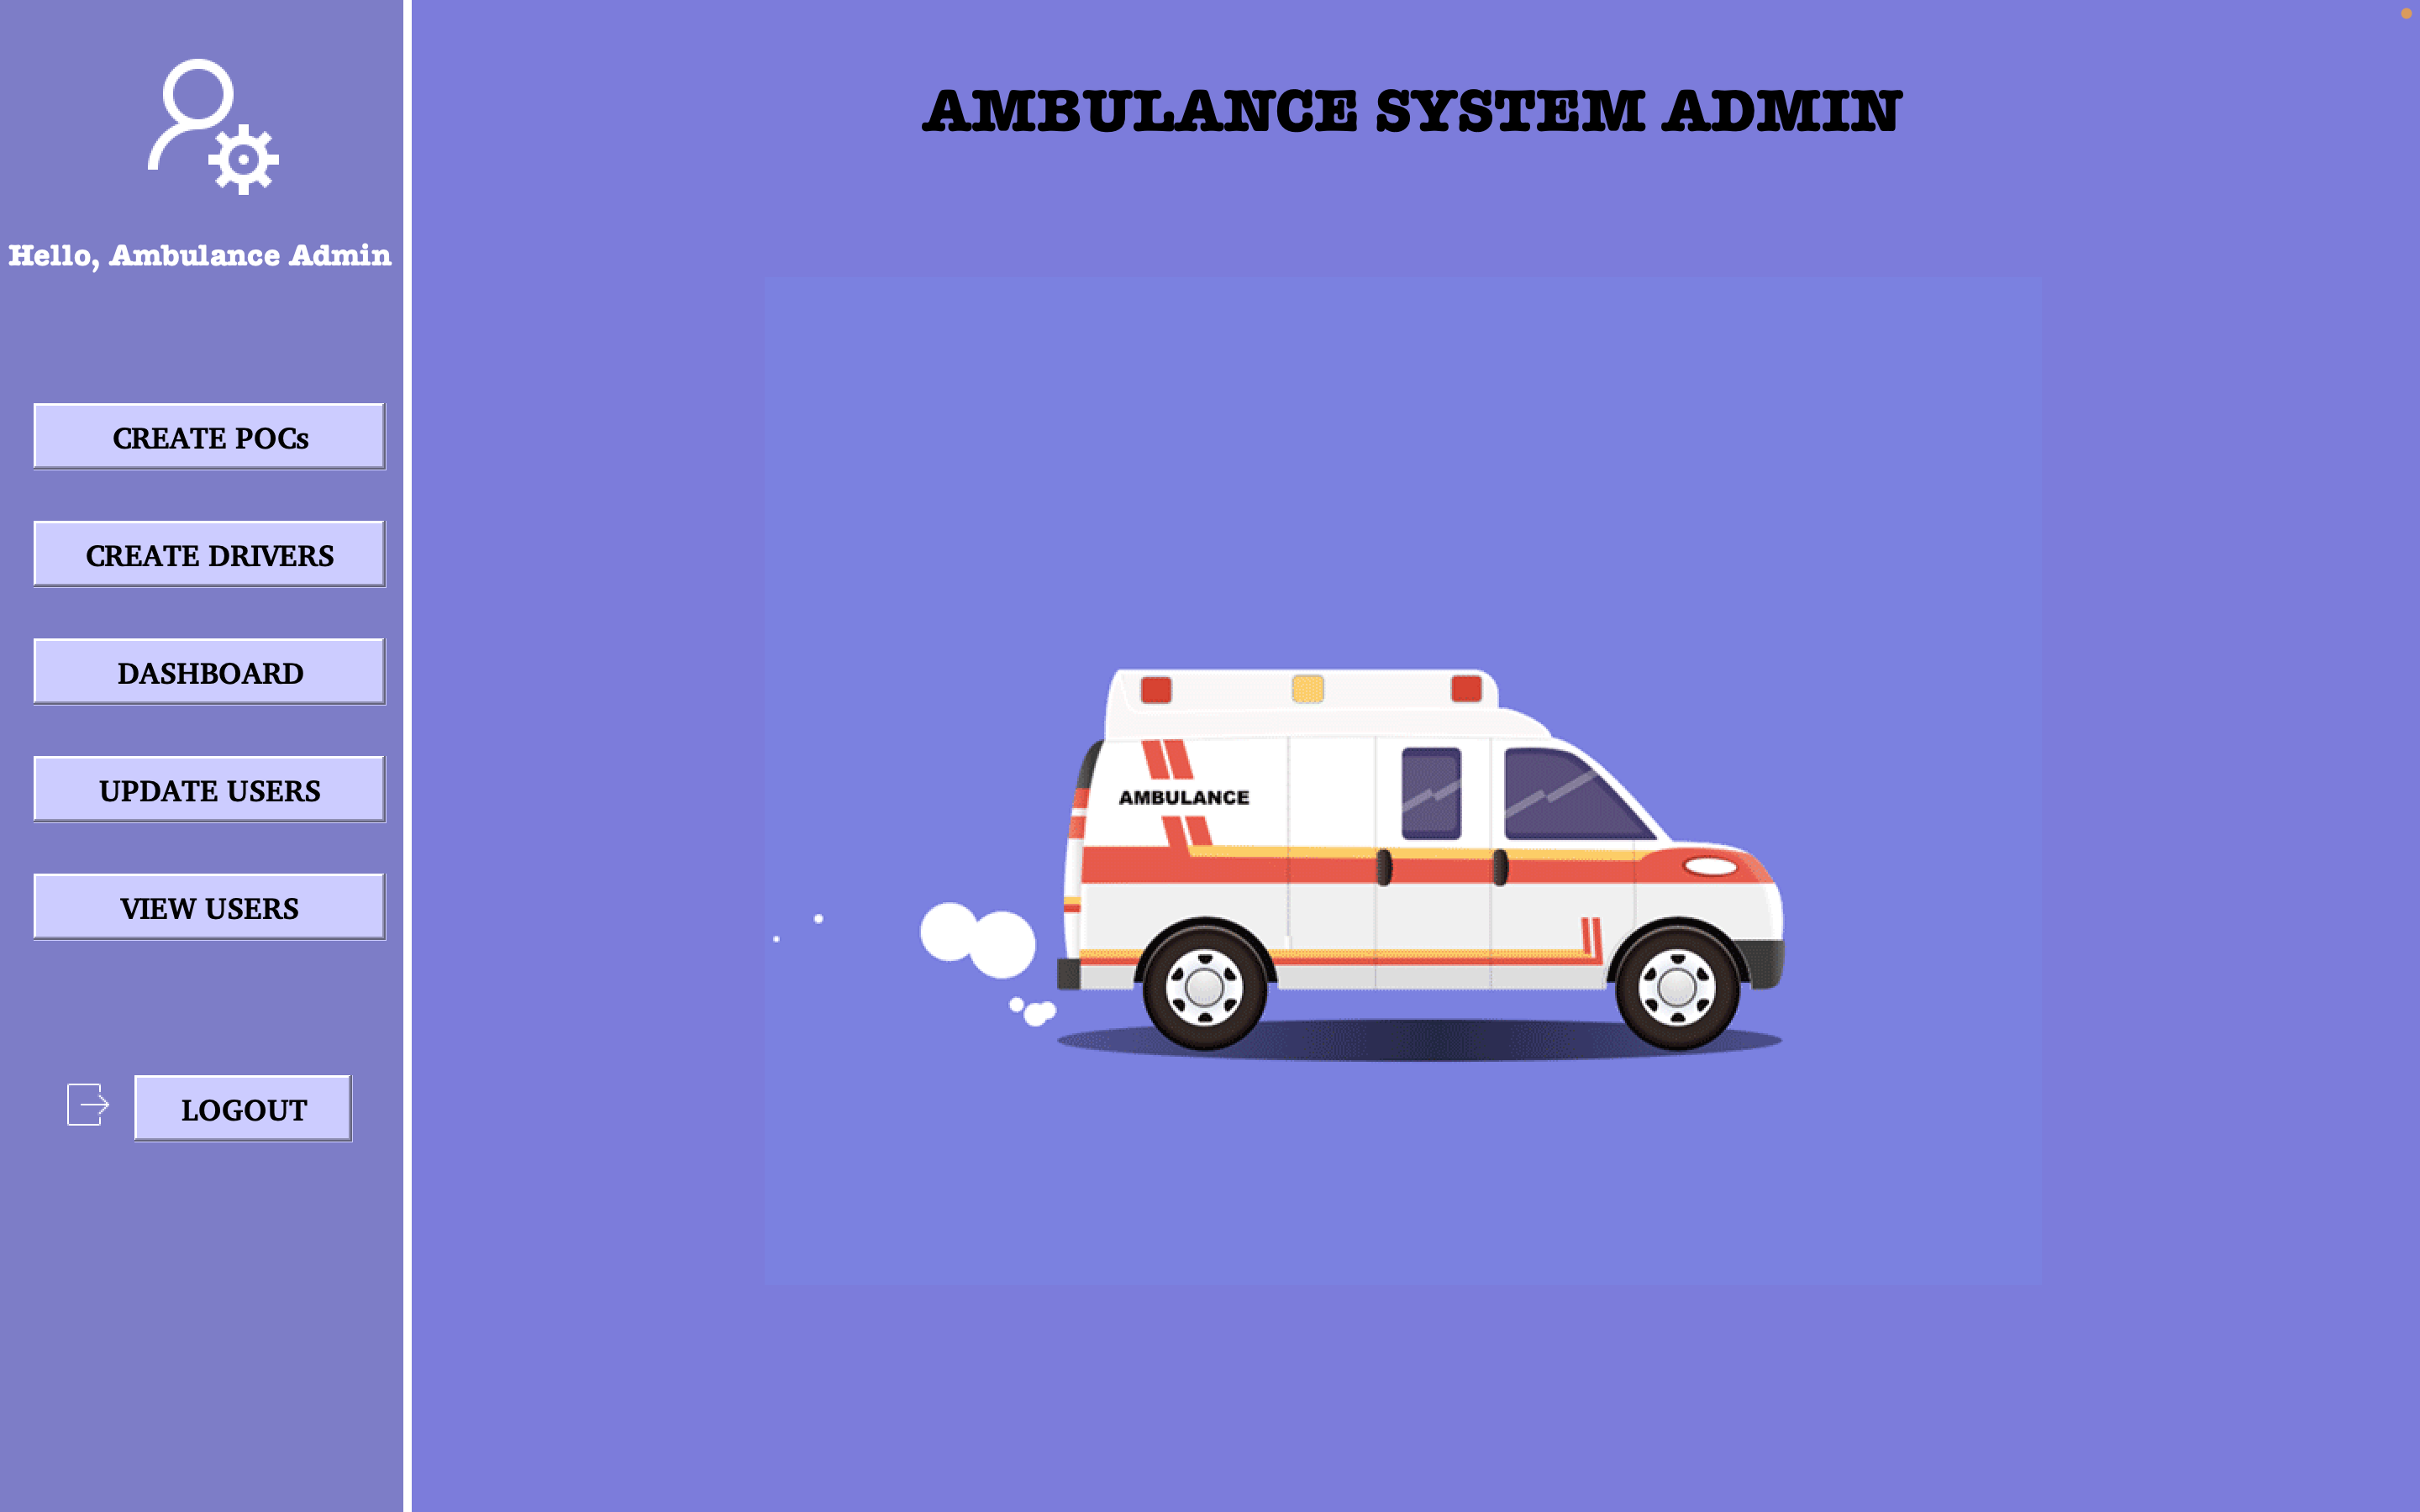 AMBULANCE SYSTEM ADMIN
Hello, Ambulance Admin
CREATE POCs
CREATE DRIVERS
DASHBOARD
UPDATE USERS
VIEW USERS
LOGOUT
AMBULANCE